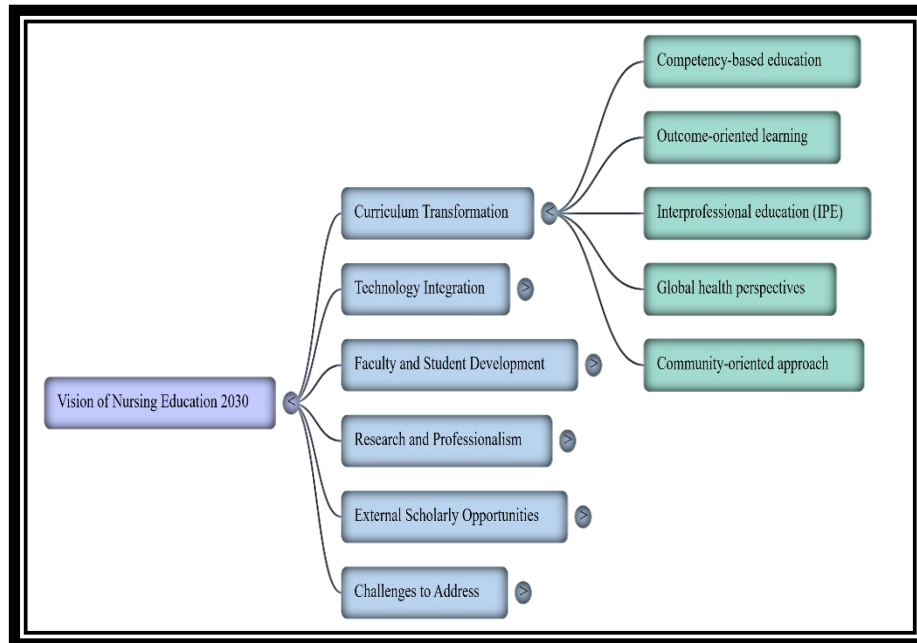 Vision of Nursing Education 2030
<
Curriculum Transformation
<
Competency-based education
Outcome-oriented learning
Interprofessional education (IPE)
Global health perspectives
Community-oriented approach
Technology Integration
>
Faculty and Student Development
>
Research and Professionalism
>
External Scholarly Opportunities
>
Challenges to Address
>